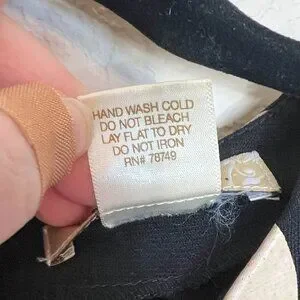 HAND WASH COLD
DO NOT BLEACH
LAY FLAT TO DRY
DO NOT IRON
RN# 78749